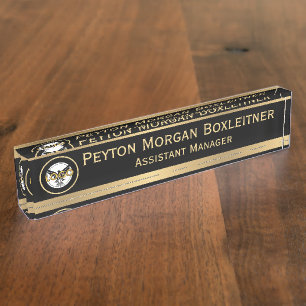 Peyton Morgan Boxleitner
Assistant Manager